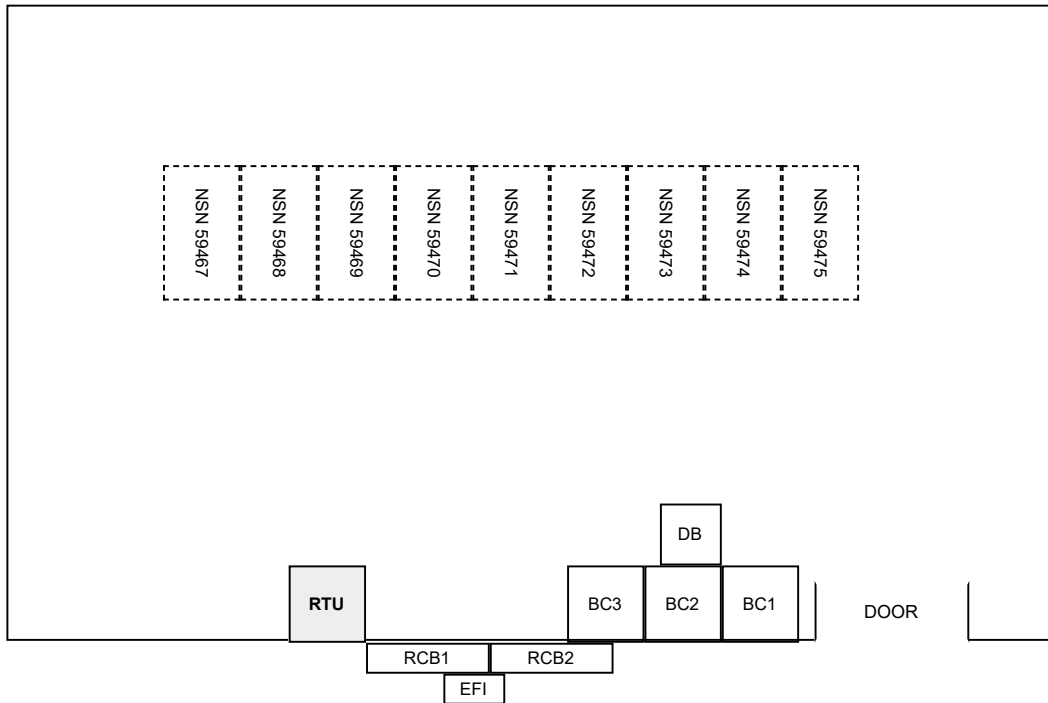 NSN 59467
NSN 59468
NSN 59469
NSN 59470
NSN 59471
NSN 59472
NSN 59473
NSN 59474
NSN 59475
DB
RTU
BC3
BC2
BC1
DOOR
RCB1
RCB2
EFI